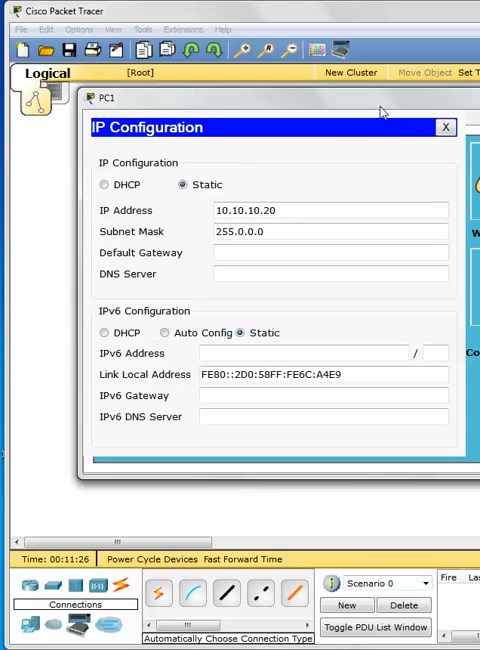 Cisco Packet Tracer
File Edit Options View Tools Extensions Help
Logical [Root] New Cluster Move Object Set T
PC1
IP Configuration X
IP Configuration
DHCP Static
IP Address 10.10.10.20
Subnet Mask 255.0.0.0
Default Gateway
DNS Server
IPv6 Configuration
DHCP Auto Config Static
IPv6 Address /
Link Local Address FE80::2D0:58FF:FE6C:A4E9
IPv6 Gateway
IPv6 DNS Server
W
Co
Time: 00:11:26 Power Cycle Devices Fast Forward Time
Scenario 0 Fire Las
Connections New Delete
Toggle PDU List Window
Automatically Choose Connection Type